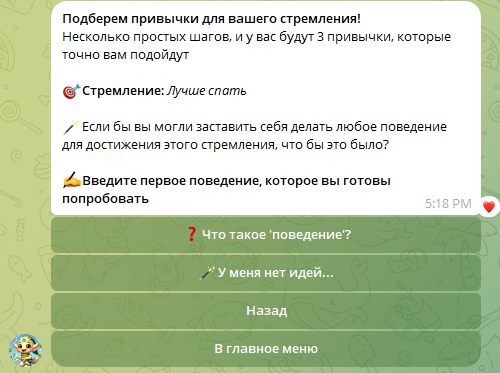 Подберем привычки для вашего стремления!
Несколько простых шагов, и у вас будут 3 привычки, которые
точно вам подойдут
🎯Стремление: Лучше спать
🪄Если бы вы могли заставить себя делать любое поведение
для достижения этого стремления, что бы это было?
✍️Введите первое поведение, которое вы готовы
попробовать
5:18 PM
❓Что такое 'поведение'?
🪄У меня нет идей...
Назад
В главное меню